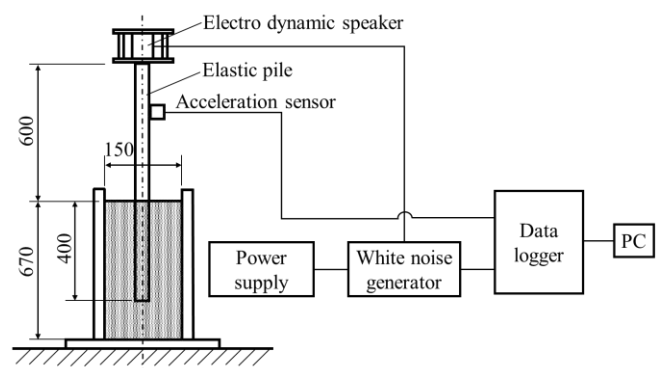 Electro dynamic speaker
Elastic pile
Acceleration sensor
600
150
670
400
Power
supply
White noise
generator
Data
logger
PC